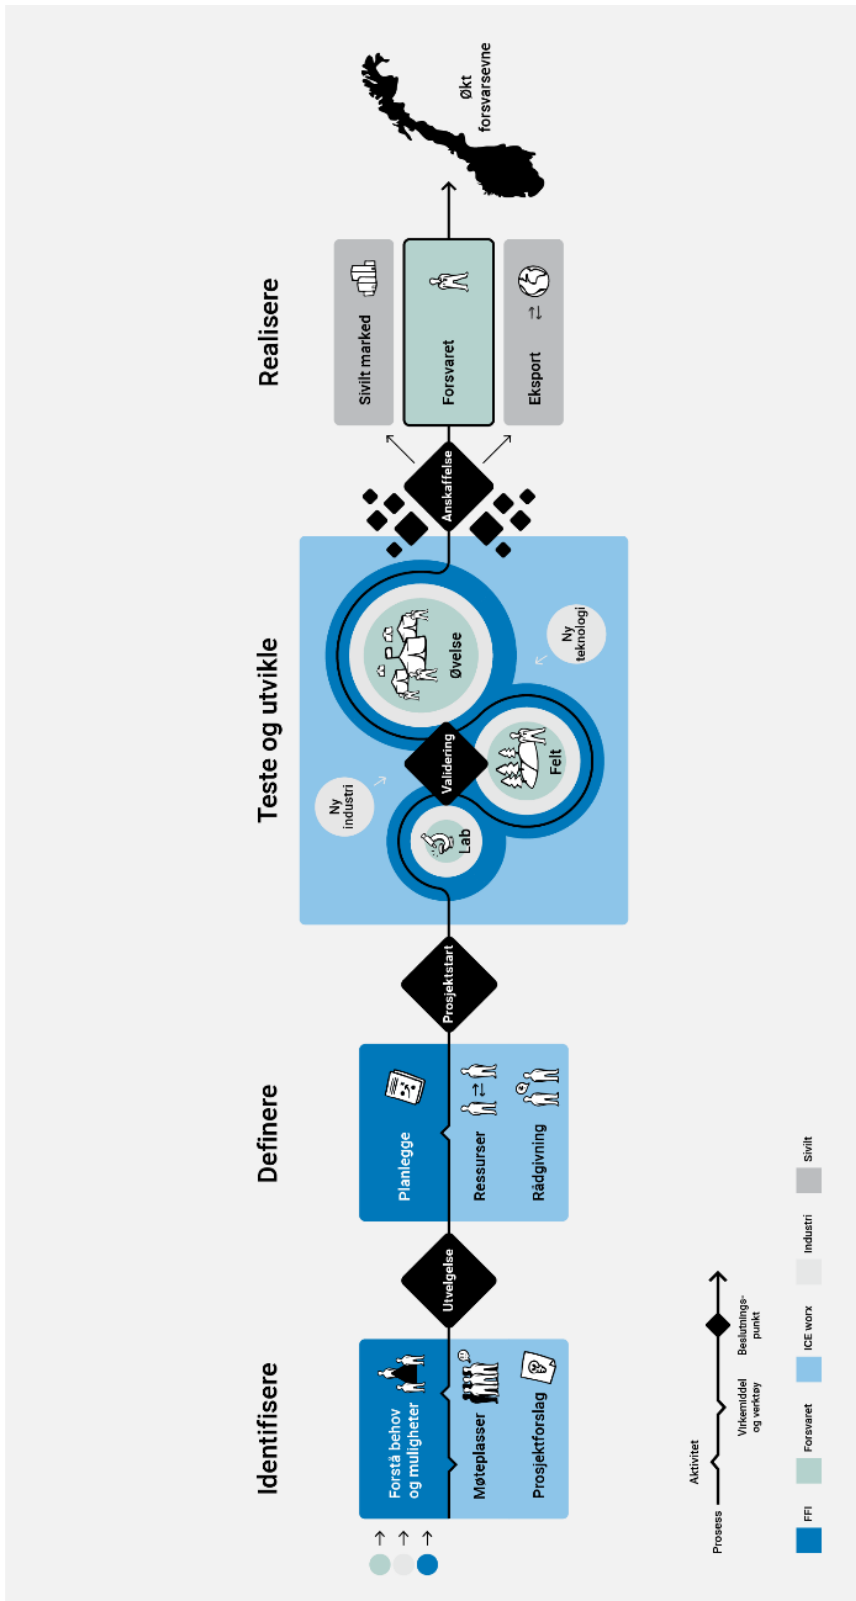 Identifisere
Forstå behov
og muligheter
Møteplasser
Prosjektforslag
Utvelgelse
Definere
Planlegge
Ressurser
Rådgivning
Prosjektstart
Teste og utvikle
Ny
industri
Lab
Validering
Felt
Øvelse
Ny
teknologi
Anskaffelse
Realisere
Sivilt marked
Forsvaret
Eksport
Økt
forsvarsevne
Prosess
Aktivitet
Virkemiddel
og verktøy
Beslutnings-
punkt
FFI
Forsvaret
ICE worx
Industri
Sivilt